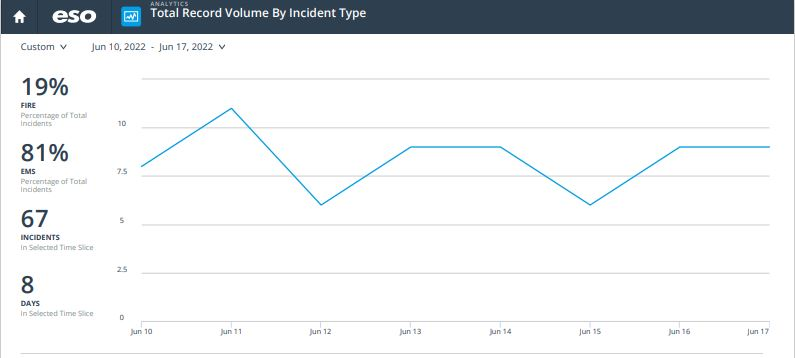 ANALYTICS
eso Total Record Volume By Incident Type
Custom Jun 10, 2022 - Jun 17, 2022
19%
FIRE
Percentage of Total
Incidents
81%
EMS
Percentage of Total
Incidents
67
INCIDENTS
In Selected Time Slice
8
DAYS
In Selected Time Slice
10
7.5
5
2.5
0
Jun 10 Jun 11 Jun 12 Jun 13 Jun 14 Jun 15 Jun 16 Jun 17